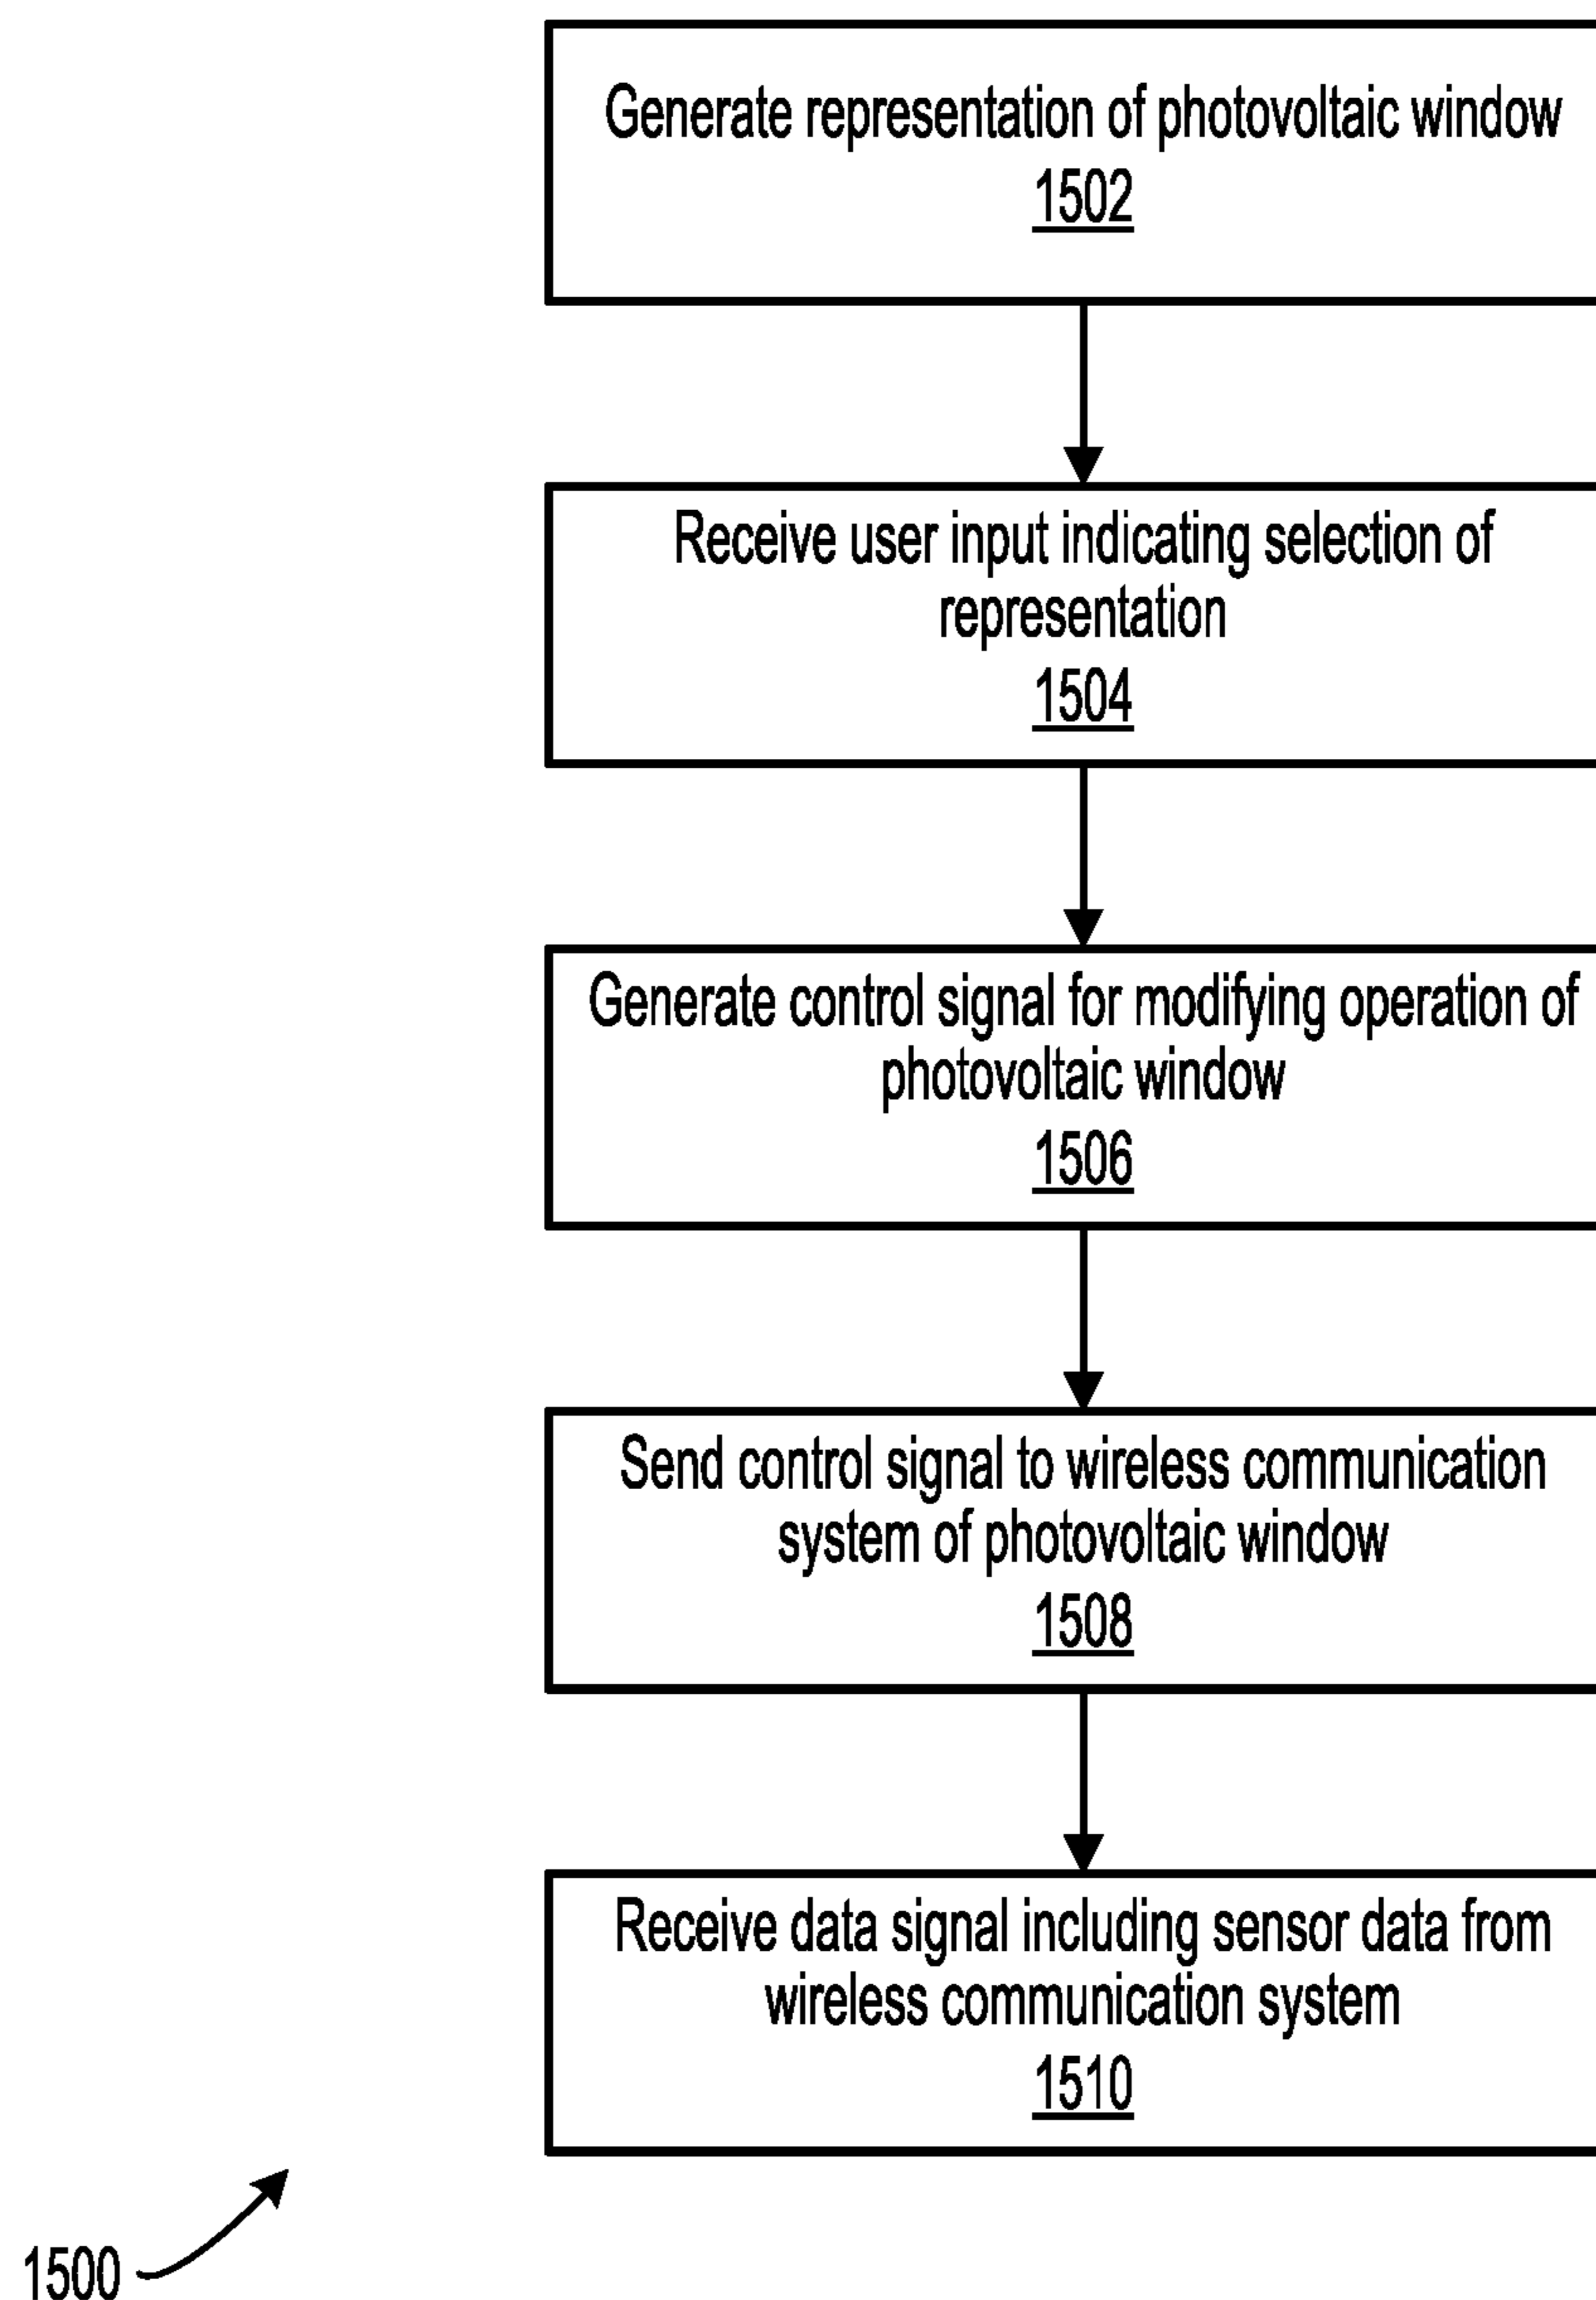 Generate representation of photovoltaic window
1502
Receive user input indicating selection of
representation
1504
Generate control signal for modifying operation of
photovoltaic window
1506
Send control signal to wireless communication
system of photovoltaic window
1508
Receive data signal including sensor data from
wireless communication system
1510
1500